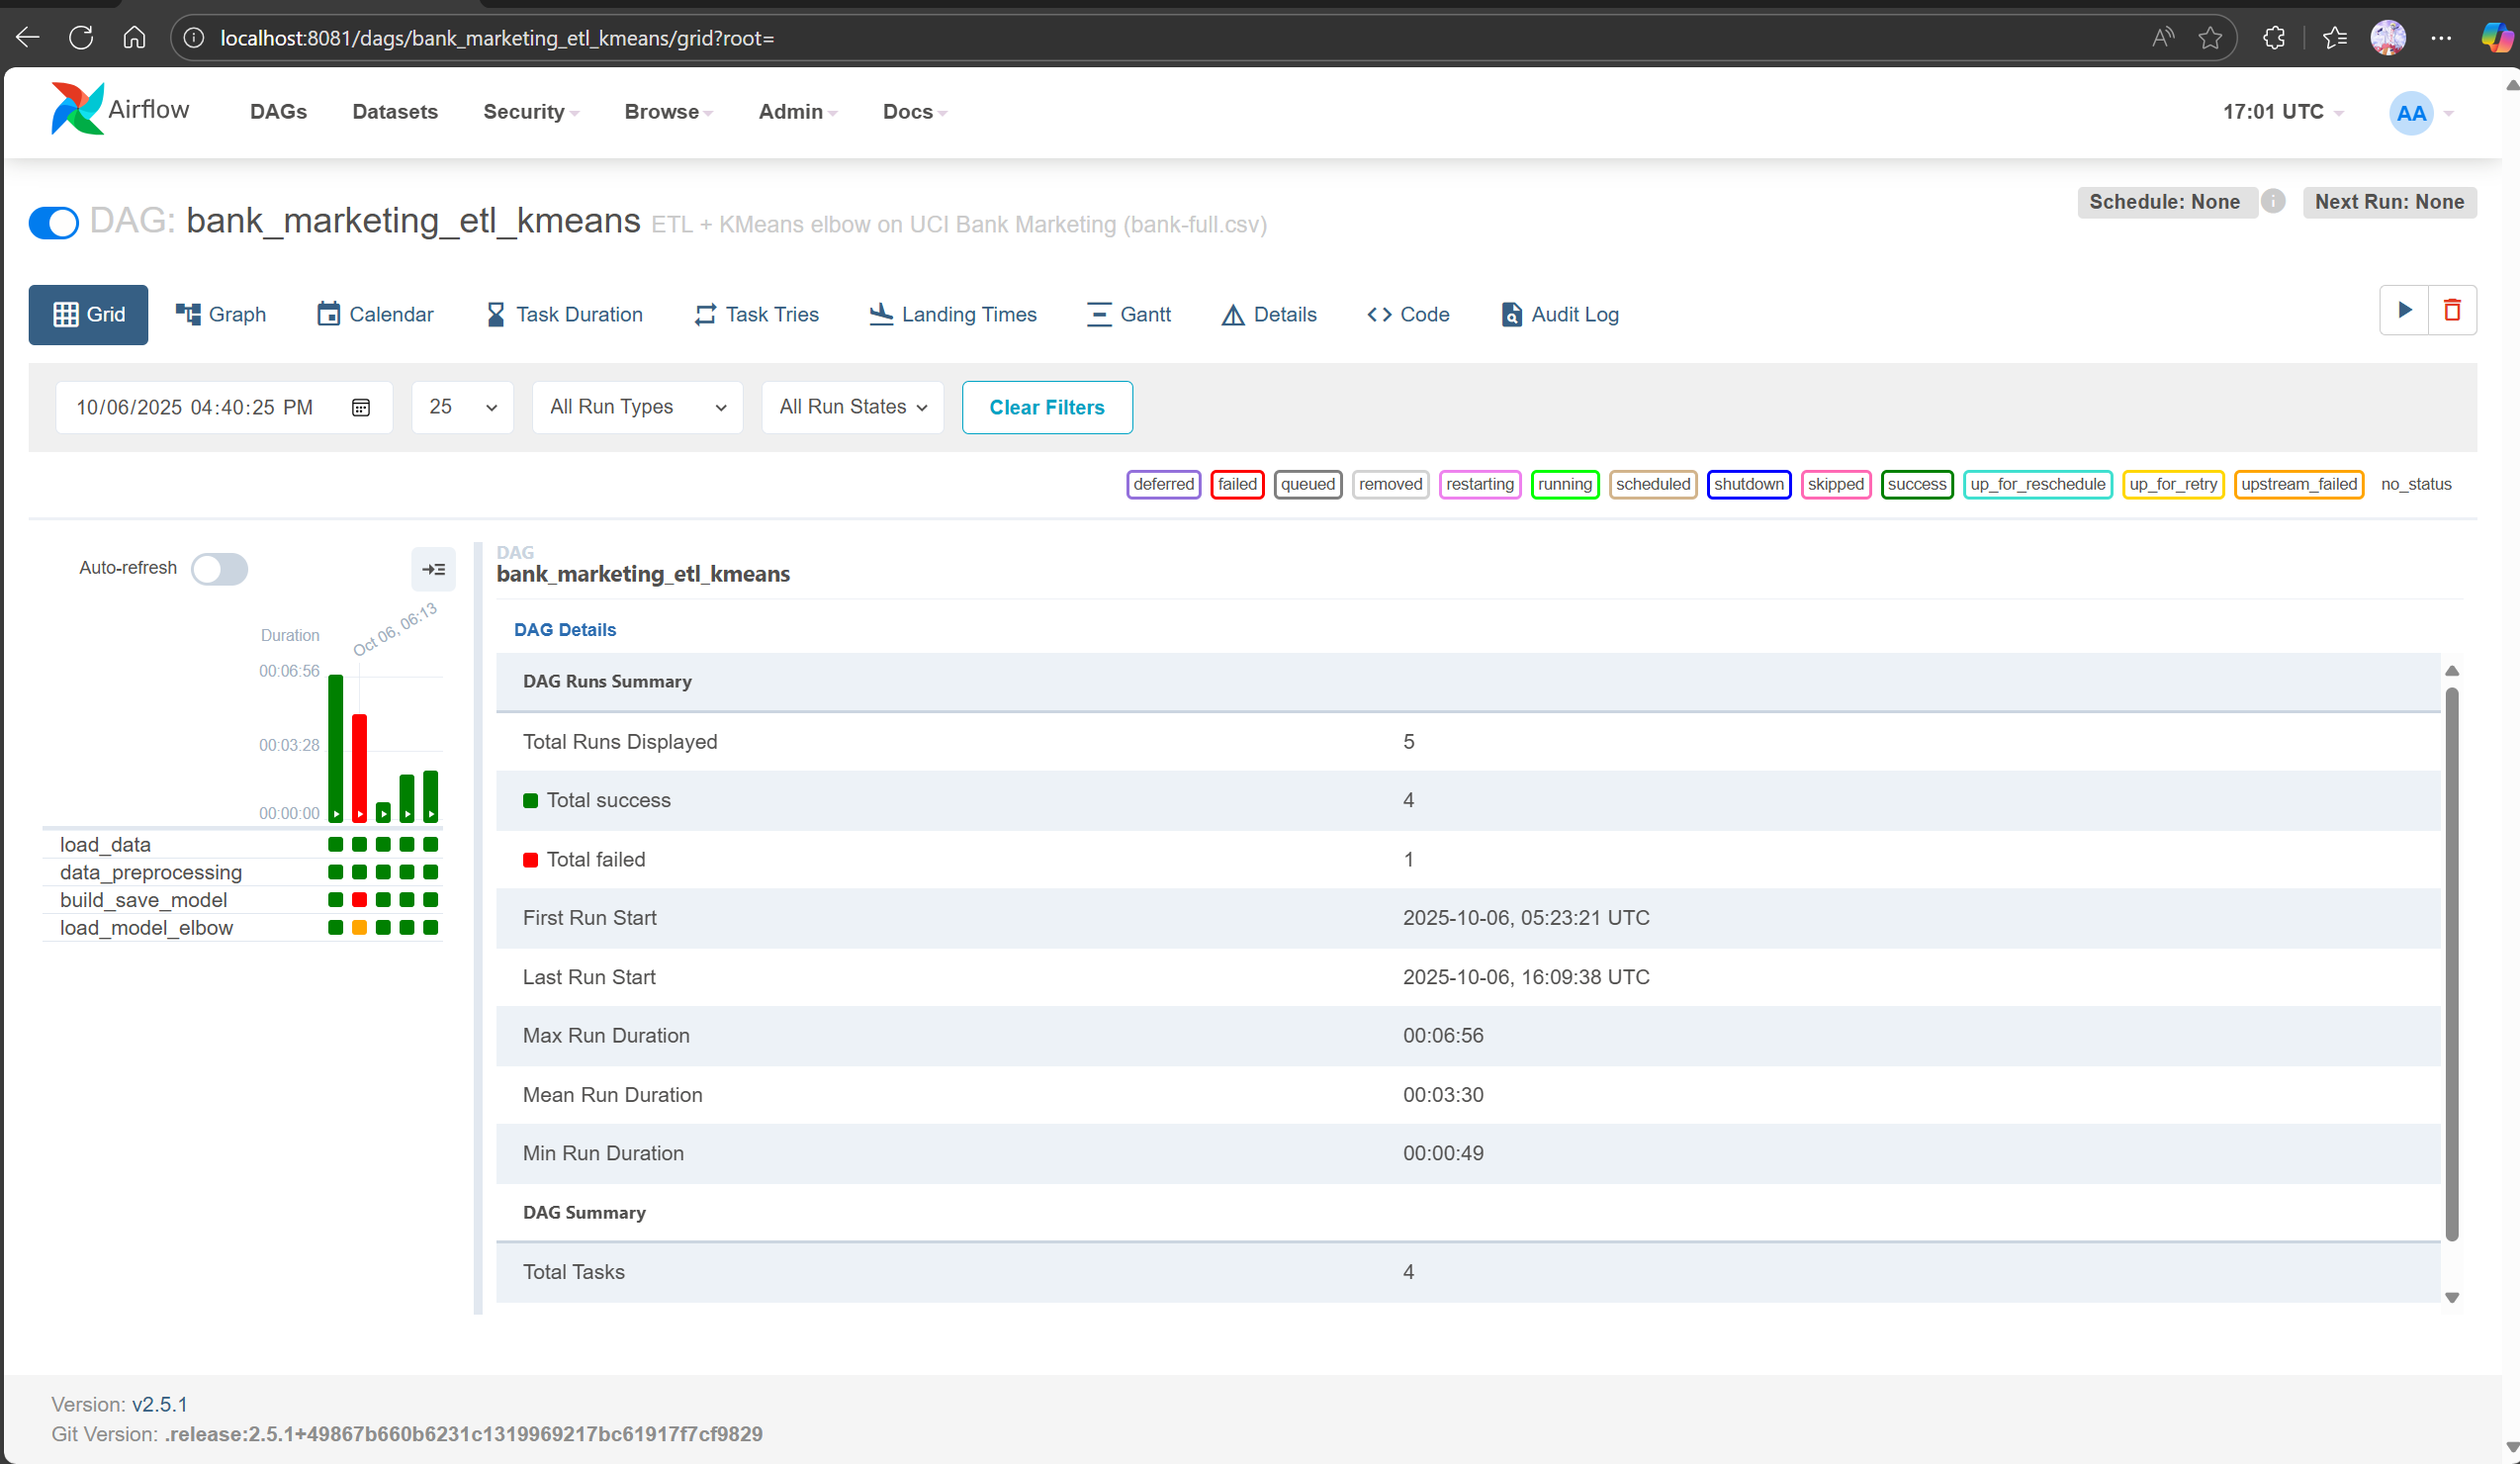 localhost:8081/dags/bank_marketing_etl_kmeans/grid?root=
Airflow DAGs Datasets Security Browse Admin Docs 17:01 UTC AA
Schedule: None Next Run: None
DAG: bank_marketing_etl_kmeans ETL + KMeans elbow on UCI Bank Marketing (bank-full.csv)
Grid Graph Calendar Task Duration Task Tries Landing Times Gantt Details Code Audit Log
10/06/2025 04:40:25 PM 25 All Run Types All Run States Clear Filters
deferred failed queued removed restarting running scheduled shutdown skipped success up_for_reschedule up_for_retry upstream_failed no_status
Auto-refresh
Oct 06, 06:13
Duration
00:06:56
00:03:28
00:00:00
load_data
data_preprocessing
build_save_model
load_model_elbow
DAG
bank_marketing_etl_kmeans
DAG Details
DAG Runs Summary
Total Runs Displayed 5
Total success 4
Total failed 1
First Run Start 2025-10-06, 05:23:21 UTC
Last Run Start 2025-10-06, 16:09:38 UTC
Max Run Duration 00:06:56
Mean Run Duration 00:03:30
Min Run Duration 00:00:49
DAG Summary
Total Tasks 4
Version: v2.5.1
Git Version: .release:2.5.1+49867b660b6231c1319969217bc61917f7cf9829